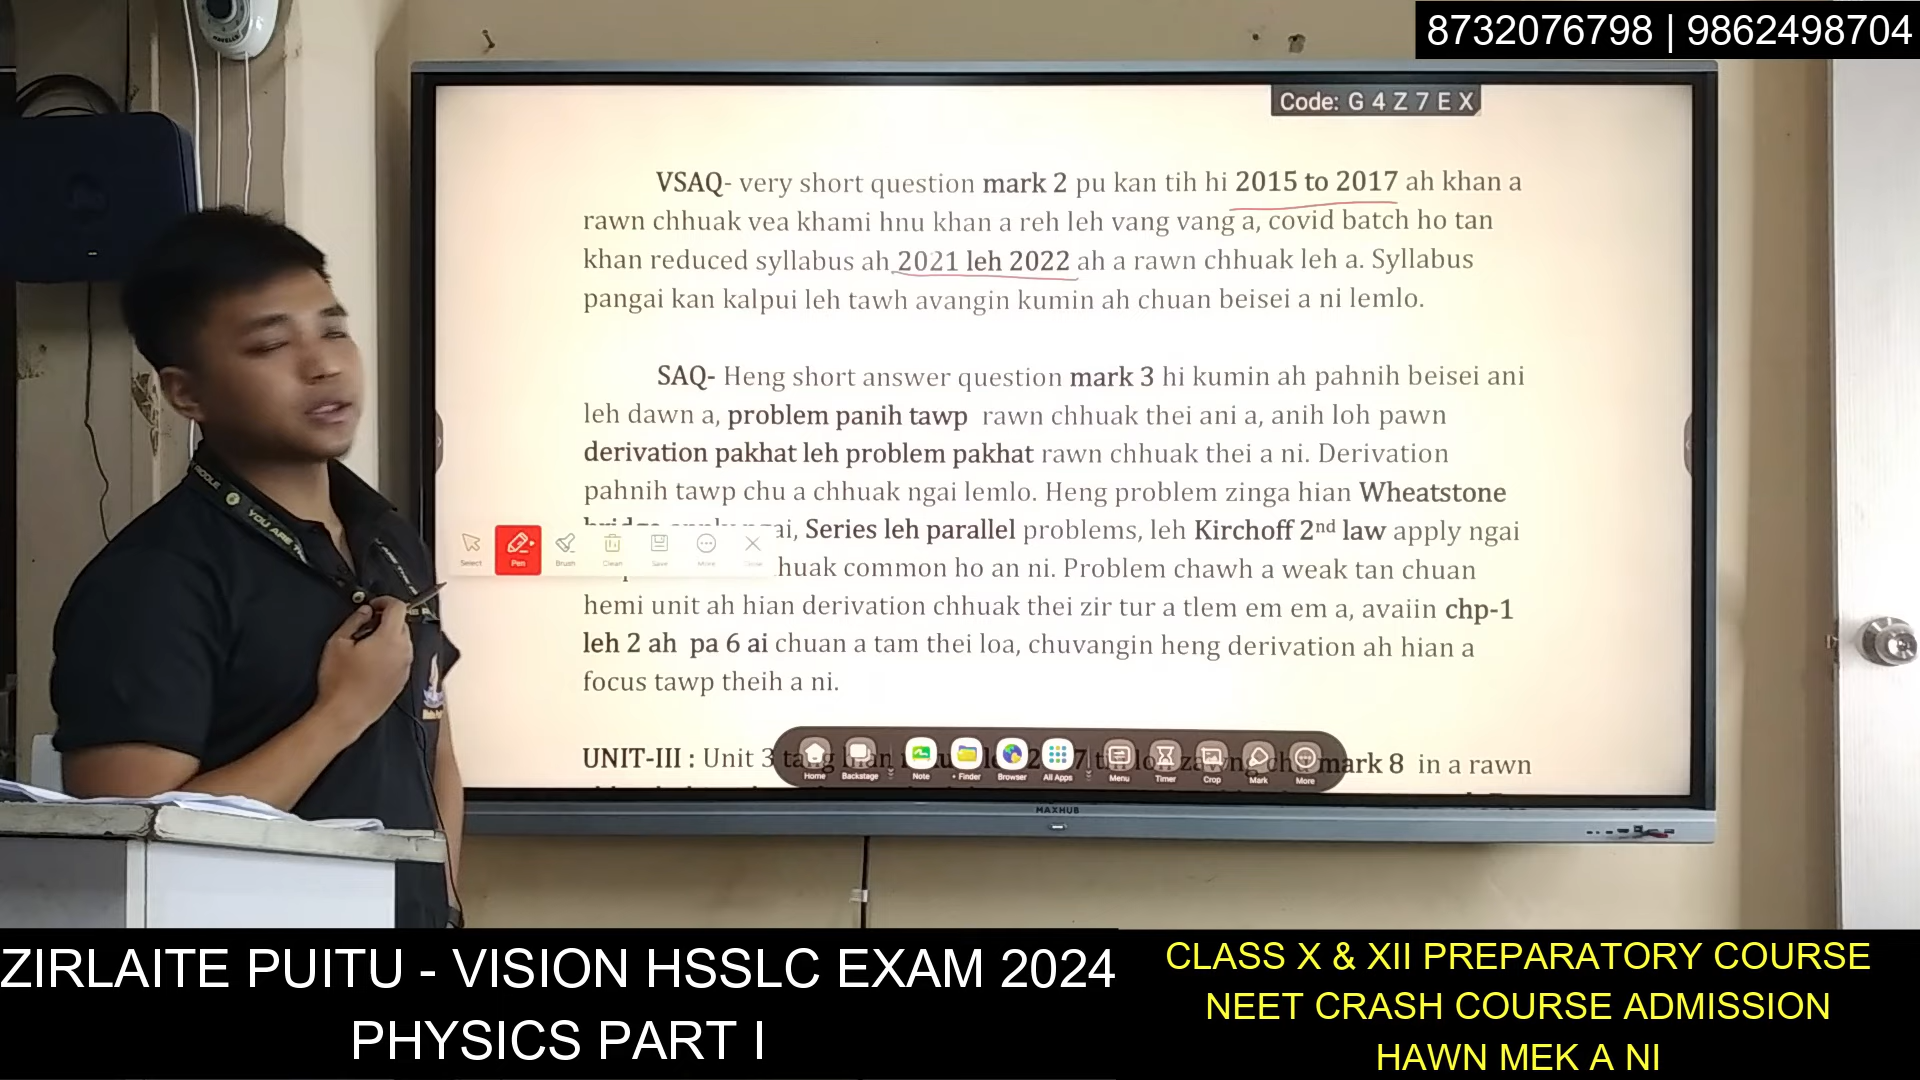 8732076798 | 9862498704
Code: G 4 Z 7 E X
VSAQ- very short question mark 2 pu kan tih hi 2015 to 2017 ah khan a
rawn chhuak vea khami hnu khan a reh leh vang vang a, covid batch ho tan
khan reduced syllabus ah 2021 leh 2022 ah a rawn chhuak leh a. Syllabus
pangai kan kalpui leh tawh avangin kumin ah chuan beisei a ni lemlo.
SAQ- Heng short answer question mark 3 hi kumin ah pahnih beisei ani
leh dawn a, problem panih tawp rawn chhuak thei ani a, anih loh pawn
derivation pakhat leh problem pakhat rawn chhuak thei a ni. Derivation
pahnih tawp chu a chhuak ngai lemlo. Heng problem zinga hian Wheatstone
ai, Series leh parallel problems, leh Kirchoff 2nd law apply ngai
huak common ho an ni. Problem chawh a weak tan chuan
hemi unit ah hian derivation chhuak thei zir tur a tlem em em a, avaiin chp-1
leh 2 ah pa 6 ai chuan a tam thei loa, chuvangin heng derivation ah hian a
focus tawp theih a ni.
UNIT-III : Unit 3 mark 8 in a rawn
Select Pen Brush Clean Save More Close
Home Backstage Note Finder Browser All Apps Menu Timer Crop Mark More
MAXHUB
YOU ARE
ZIRLAITE PUITU - VISION HSSLC EXAM 2024
PHYSICS PART I
CLASS X & XII PREPARATORY COURSE
NEET CRASH COURSE ADMISSION
HAWN MEK A NI